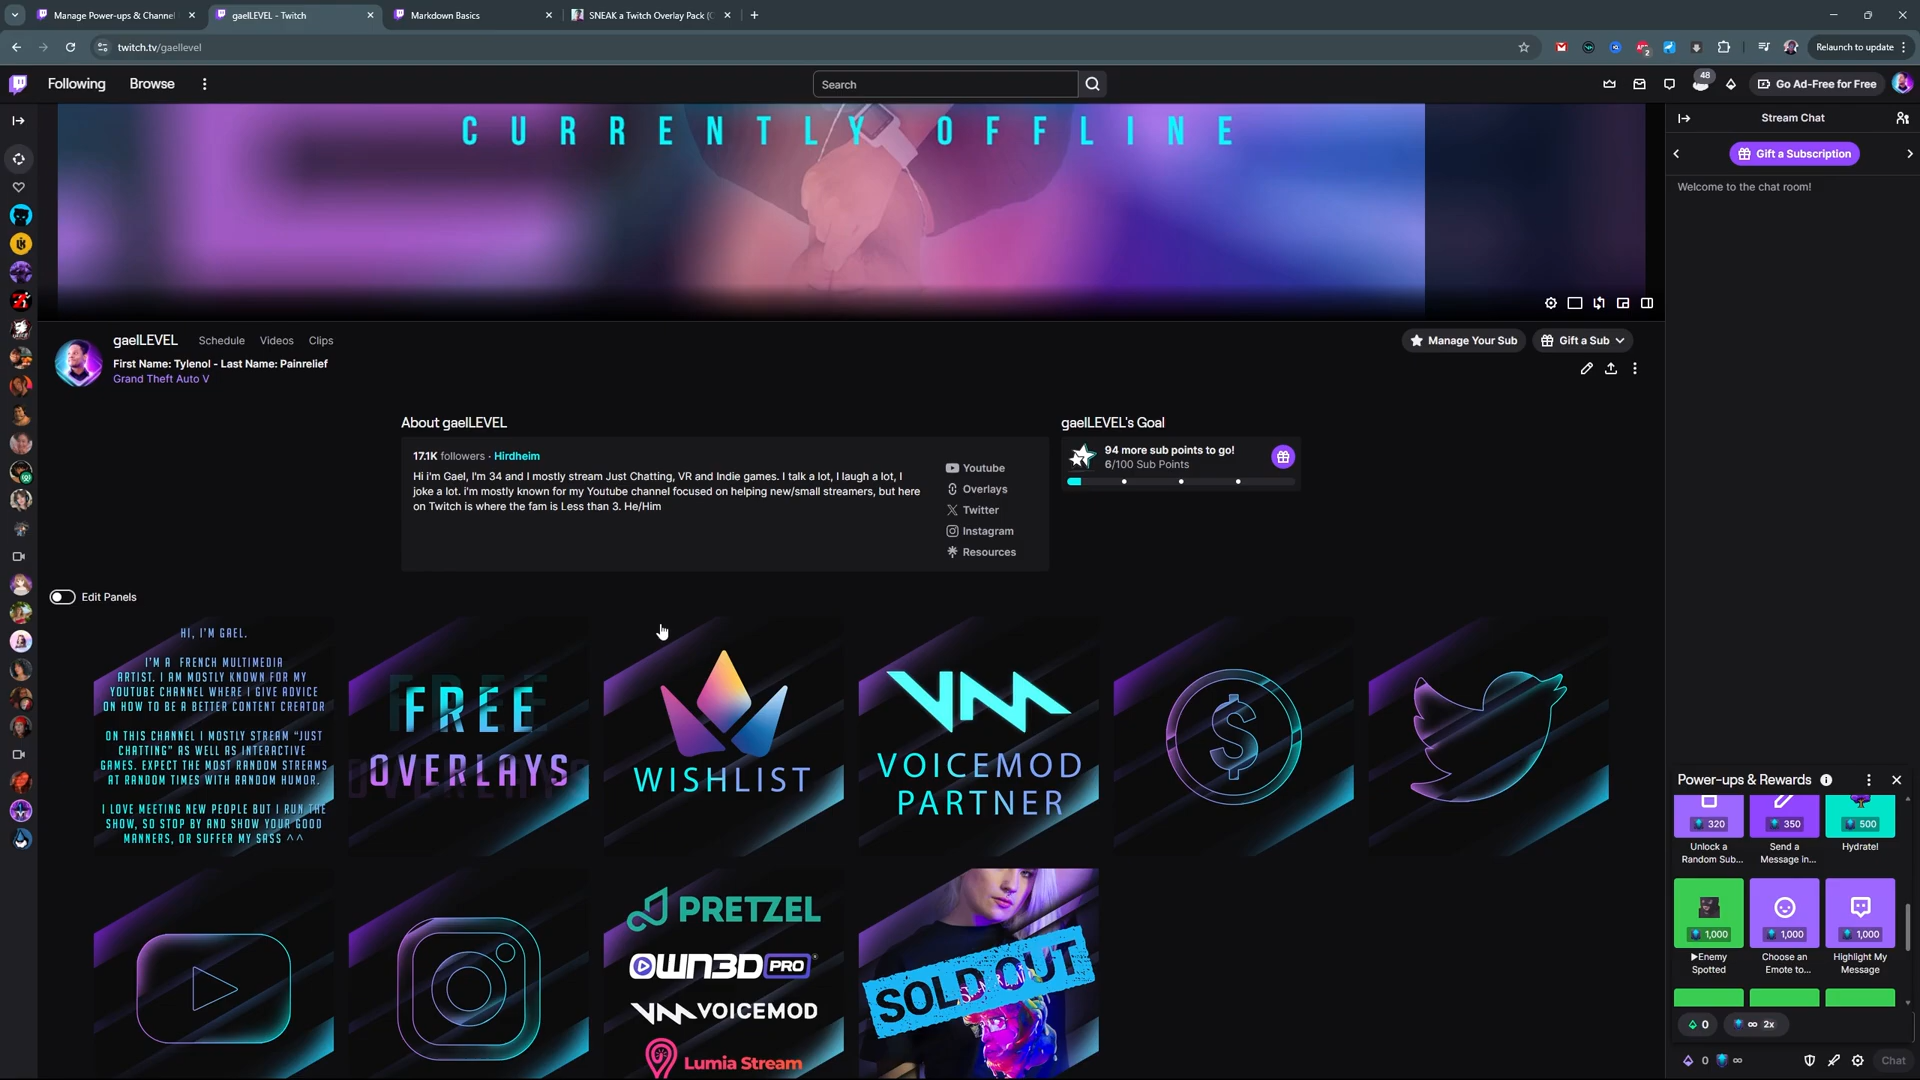 Manage Power-ups & Channel
gaelLEVEL - Twitch
Markdown Basics
SNEAK a Twitch Overlay Pack (
twitch.tv/gaellevel
2
Relaunch to update
Following
Browse
Search
48
Go Ad-Free for Free
CURRENTLY OFFLINE
Stream Chat
Gift a Subscription
Welcome to the chat room!
gaelLEVEL
Schedule
Videos
Clips
Manage Your Sub
Gift a Sub
First Name: Tylenol - Last Name: Painrelief
Grand Theft Auto V
About gaelLEVEL
17.1K followers · Hirdheim
Hi i'm Gael, I'm 34 and I mostly stream Just Chatting, VR and Indie games. I talk a lot, I laugh a lot, I
joke a lot. i'm mostly known for my Youtube channel focused on helping new/small streamers, but here
on Twitch is where the fam is Less than 3. He/Him
Youtube
Overlays
Twitter
Instagram
Resources
gaelLEVEL's Goal
94 more sub points to go!
6/100 Sub Points
Edit Panels
HI, I'M GAEL.
I'M A FRENCH MULTIMEDIA
ARTIST. I AM MOSTLY KNOWN FOR MY
YOUTUBE CHANNEL WHERE I GIVE ADVICE
ON HOW TO BE A BETTER CONTENT CREATOR
ON THIS CHANNEL I MOSTLY STREAM "JUST
CHATTING" AS WELL AS INTERACTIVE
GAMES. EXPECT THE MOST RANDOM STREAMS
AT RANDOM TIMES WITH RANDOM HUMOR.
I LOVE MEETING NEW PEOPLE BUT I RUN THE
SHOW, SO STOP BY AND SHOW YOUR GOOD
MANNERS, OR SUFFER MY SASS ^^
FREE
OVERLAYS
WISHLIST
VOICEMOD
PARTNER
$
PRETZEL
OWN3D PRO
VOICEMOD
Lumia Stream
SOLD OUT
Power-ups & Rewards
320
350
500
Unlock a
Random Sub...
Send a
Message in...
Hydrate!
1,000
1,000
1,000
▶Enemy
Spotted
Choose an
Emote to...
Highlight My
Message
0
∞ 2x
0
∞
Chat